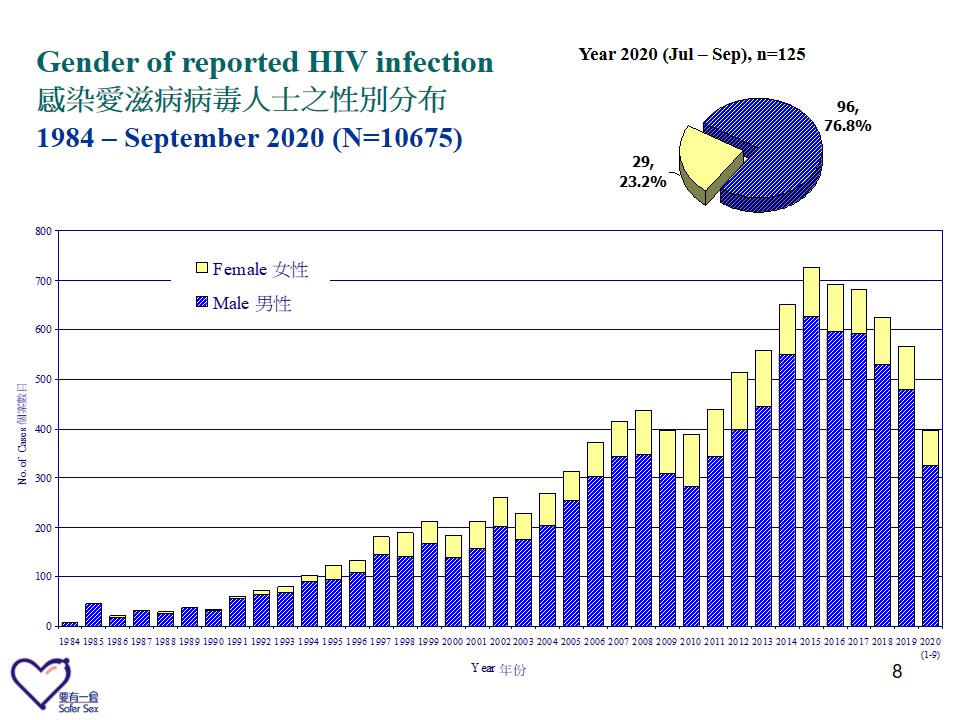 Gender of reported HIV infection
感染愛滋病病毒人士之性別分布
1984 – September 2020 (N=10675)
Year 2020 (Jul – Sep), n=125
96,
76.8%
29,
23.2%
Female 女性
Male 男性
No. of Cases 個案數目
800
700
600
500
400
300
200
100
0
1984 1985 1986 1987 1988 1989 1990 1991 1992 1993 1994 1995 1996 1997 1998 1999 2000 2001 2002 2003 2004 2005 2006 2007 2008 2009 2010 2011 2012 2013 2014 2015 2016 2017 2018 2019 2020
(1-9)
Year 年份
要有一套
Safer Sex
8